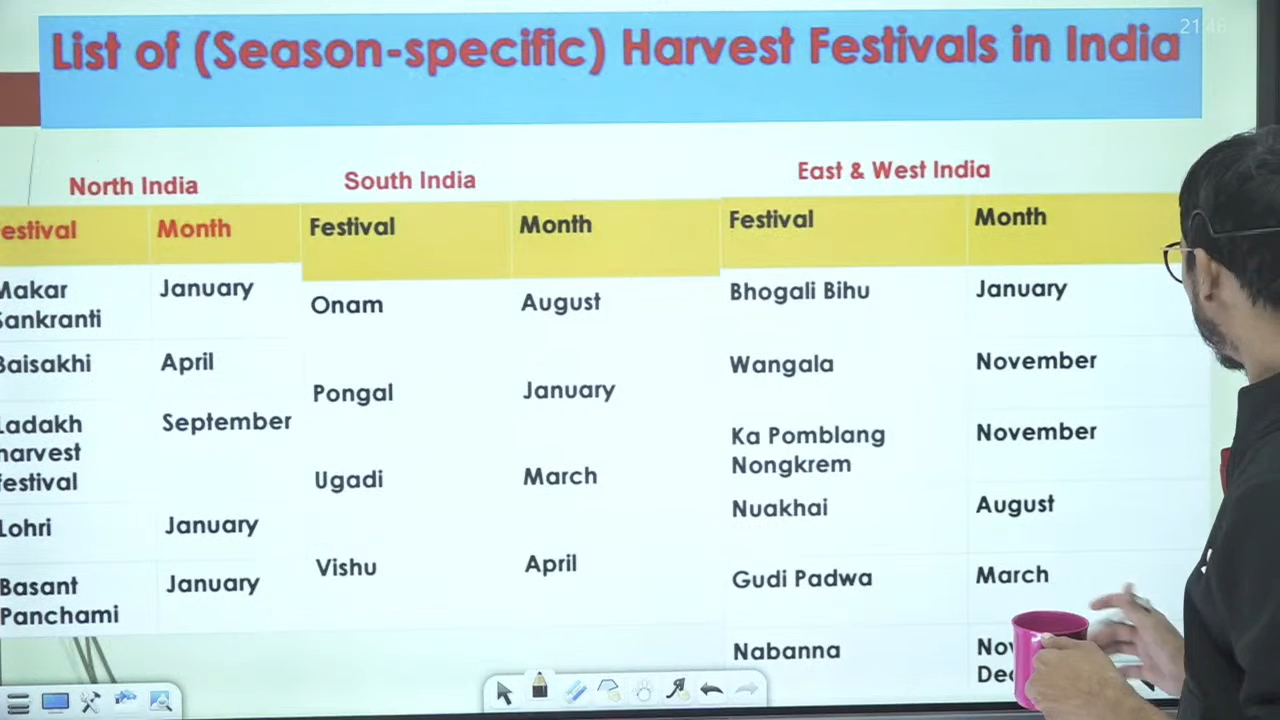 List of (Season-specific) Harvest Festivals in India
21:46
North India
South India
East & West India
estival Month Festival Month Festival Month
Makar January
Sankranti
Baisakhi April
Ladakh September
harvest
festival
Lohri January
Basant January
Panchami
Onam August
Pongal January
Ugadi March
Vishu April
Bhogali Bihu January
Wangala November
Ka Pomblang November
Nongkrem
Nuakhai August
Gudi Padwa March
Nabanna Nov
Dec